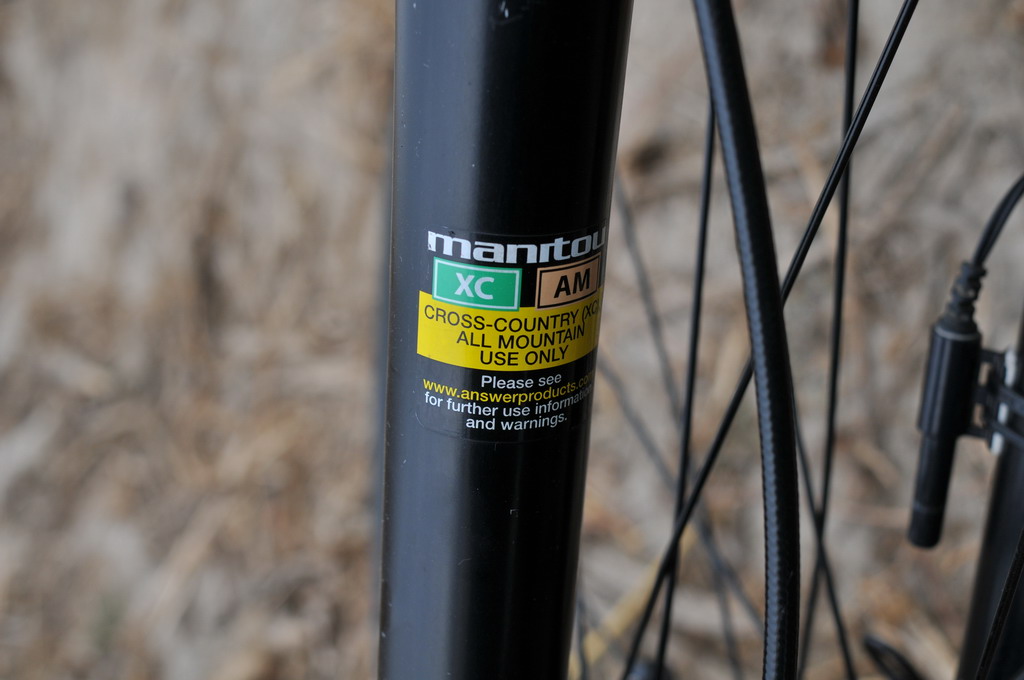 manitou
XC AM
CROSS-COUNTRY (XC)
ALL MOUNTAIN
USE ONLY
Please see
www.answerproducts.com
for further use information
and warnings.